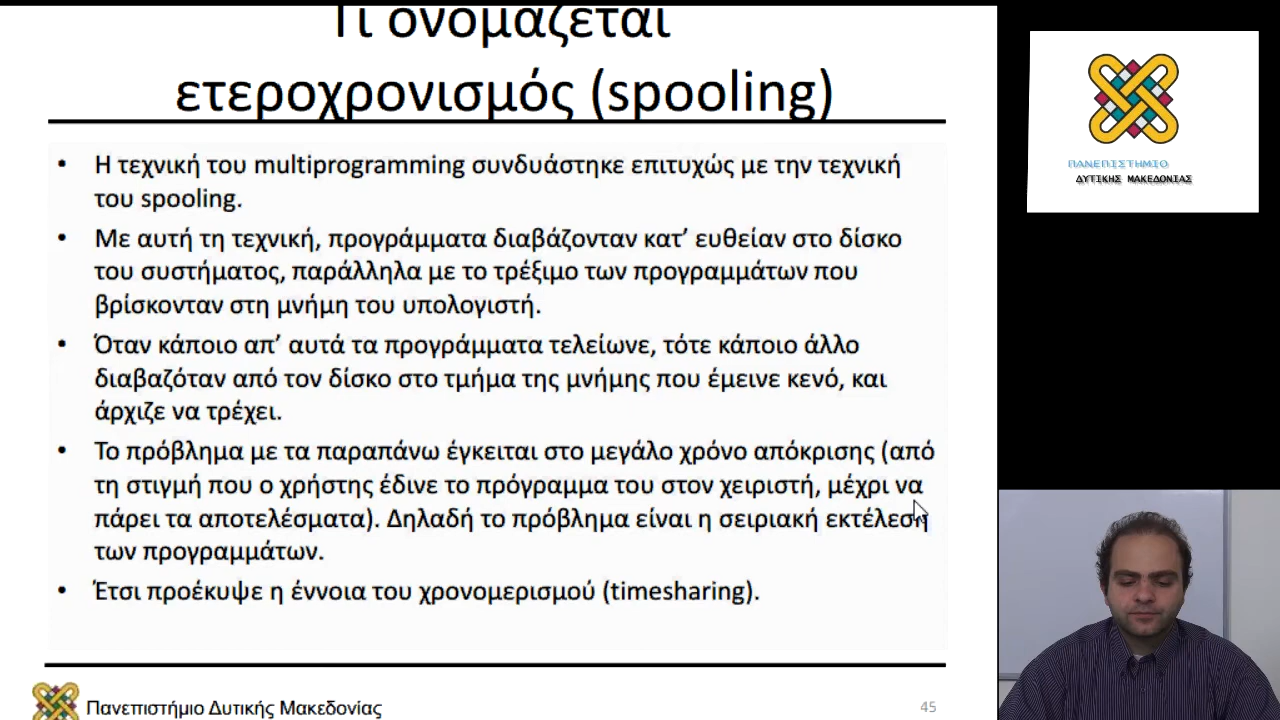 Τι ονομάζεται
ετεροχρονισμός (spooling)
• Η τεχνική του multiprogramming συνδυάστηκε επιτυχώς με την τεχνική
του spooling.
• Με αυτή τη τεχνική, προγράμματα διαβάζονταν κατ’ ευθείαν στο δίσκο
του συστήματος, παράλληλα με το τρέξιμο των προγραμμάτων που
βρίσκονταν στη μνήμη του υπολογιστή.
• Όταν κάποιο απ’ αυτά τα προγράμματα τελείωνε, τότε κάποιο άλλο
διαβαζόταν από τον δίσκο στο τμήμα της μνήμης που έμεινε κενό, και
άρχιζε να τρέχει.
• Το πρόβλημα με τα παραπάνω έγκειται στο μεγάλο χρόνο απόκρισης (από
τη στιγμή που ο χρήστης έδινε το πρόγραμμα του στον χειριστή, μέχρι να
πάρει τα αποτελέσματα). Δηλαδή το πρόβλημα είναι η σειριακή εκτέλεση
των προγραμμάτων.
• Έτσι προέκυψε η έννοια του χρονομερισμού (timesharing).
Πανεπιστήμιο Δυτικής Μακεδονίας
45
ΠΑΝΕΠΙΣΤΗΜΙΟ
ΔΥΤΙΚΗΣ ΜΑΚΕΔΟΝΙΑΣ